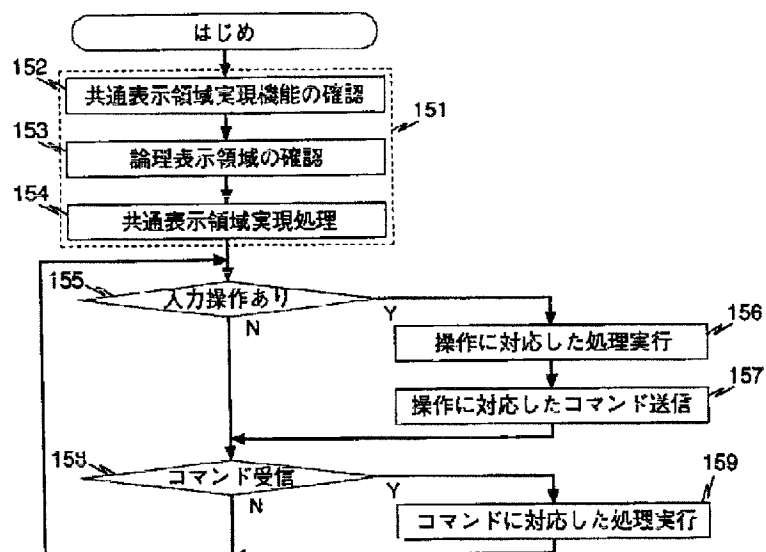 はじめ
152
共通表示領域実現機能の確認
151
153
論理表示領域の確認
154
共通表示領域実現処理
155
入力操作あり
Y
N
156
操作に対応した処理実行
157
操作に対応したコマンド送信
158
コマンド受信
Y
N
159
コマンドに対応した処理実行